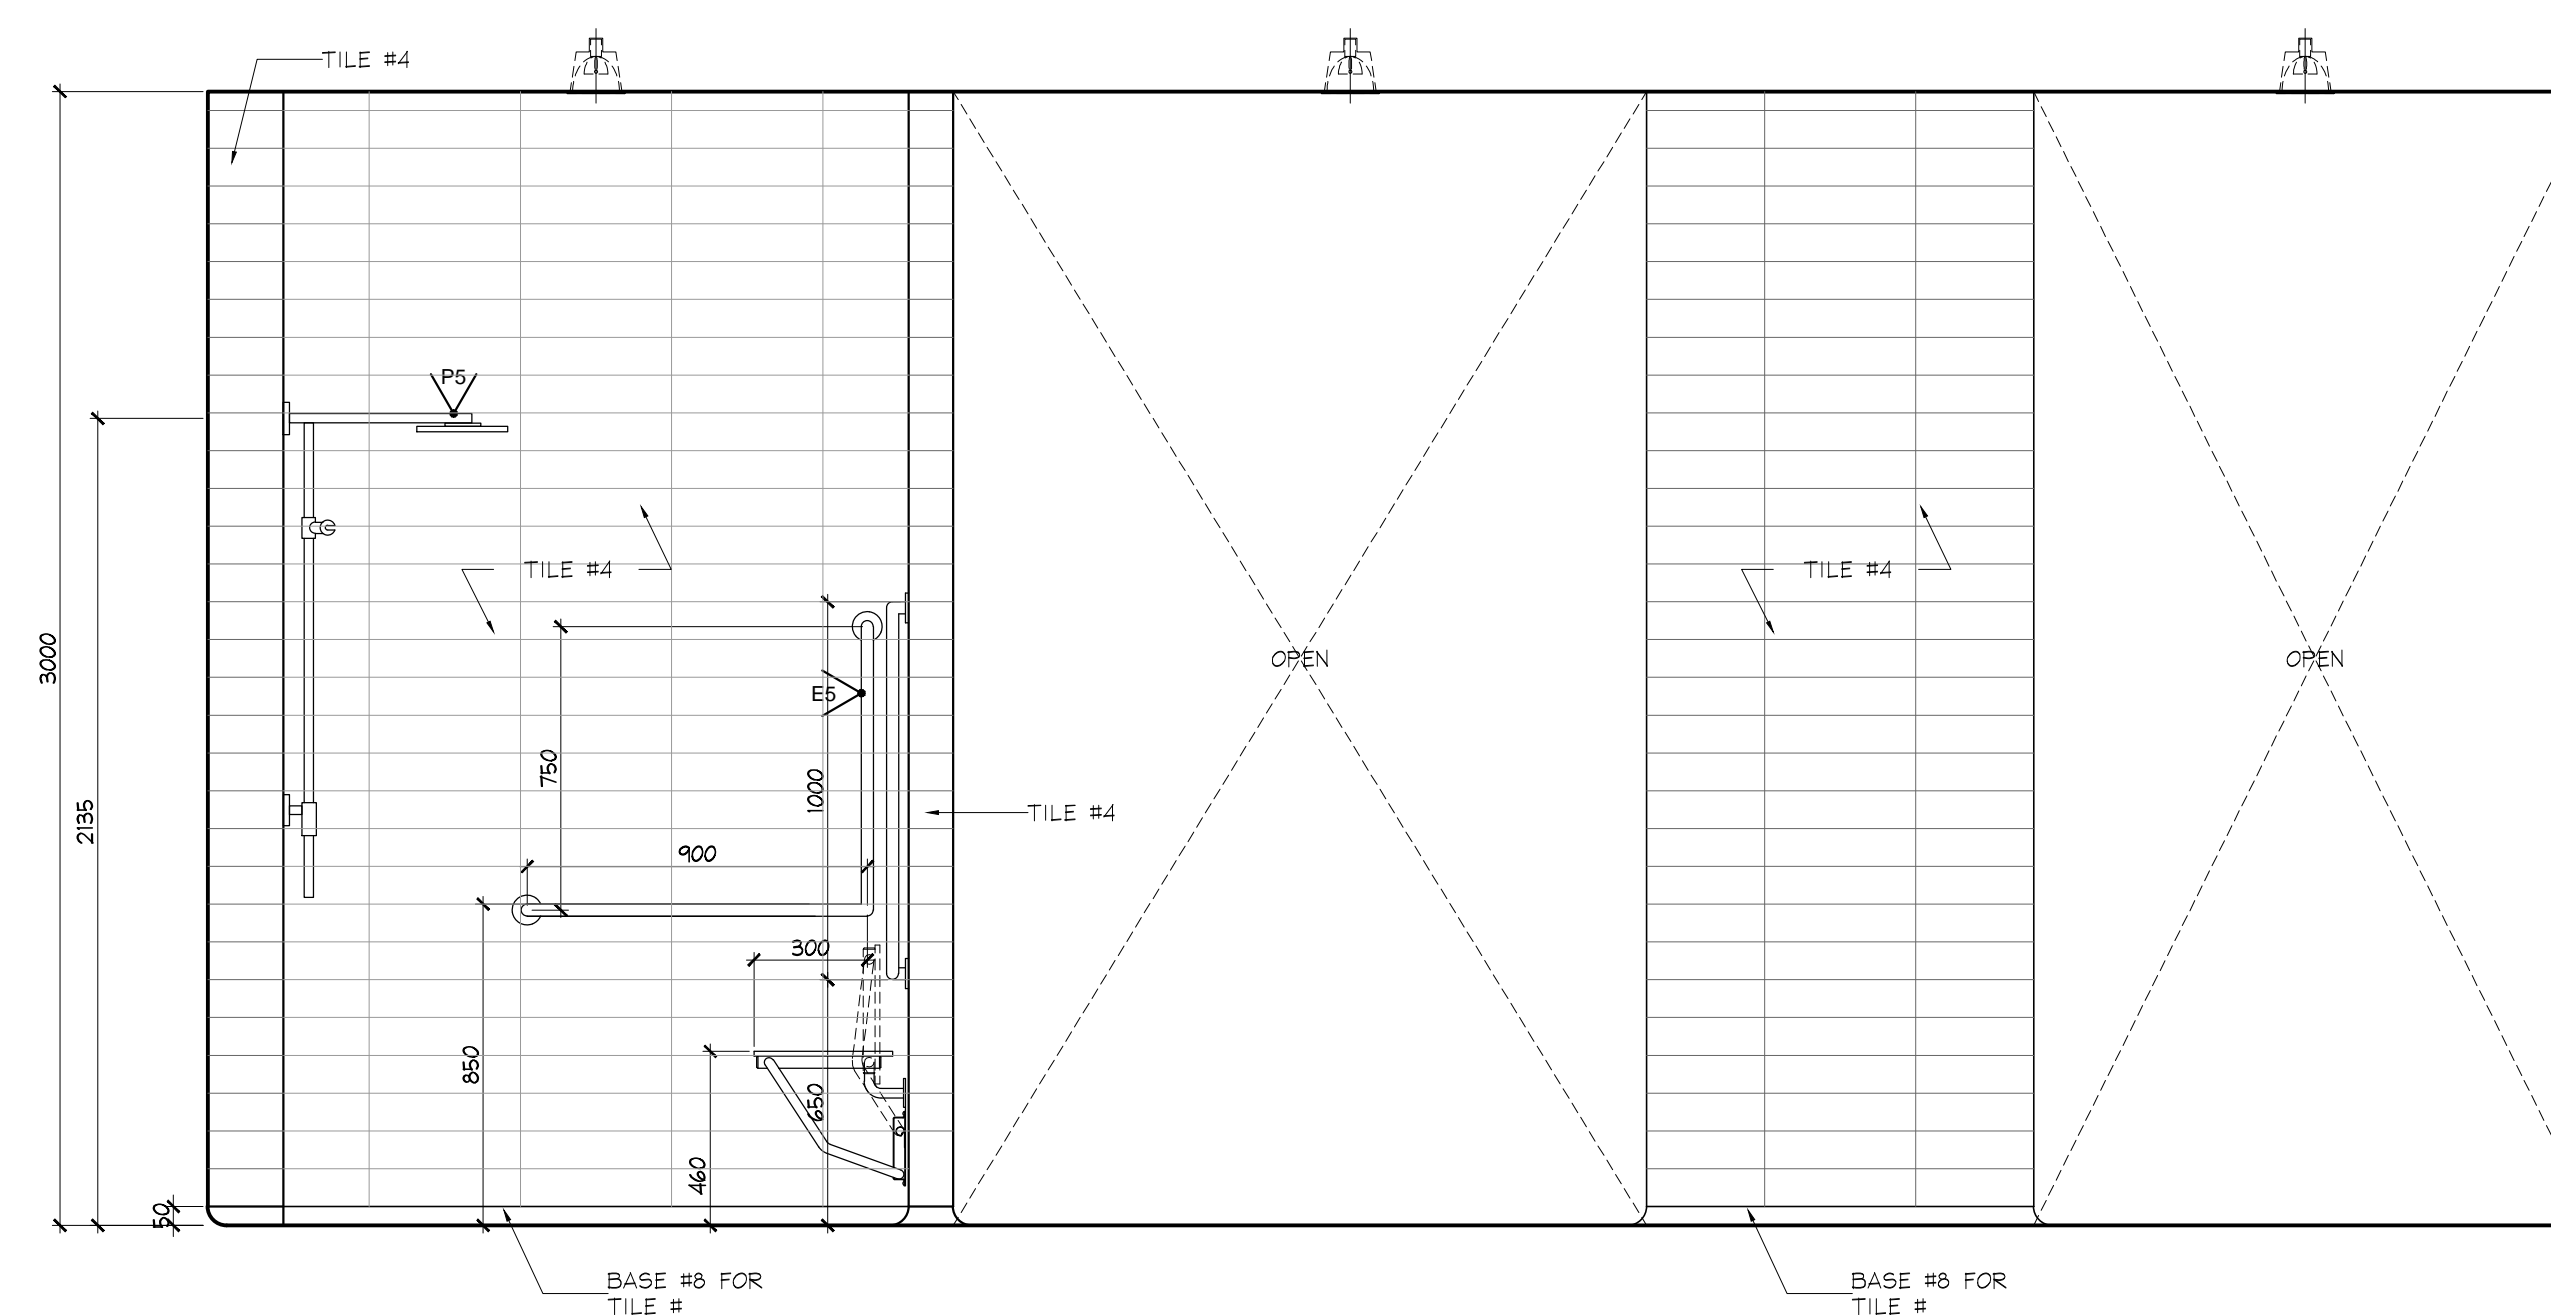 TILE #4
P5
TILE #4
TILE #4
3000
OPEN
OPEN
E5
750
1000
2135
TILE #4
900
300
850
650
460
50
BASE #8 FOR
TILE #
BASE #8 FOR
TILE #